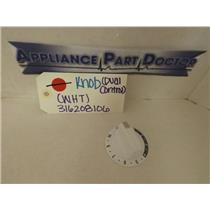 APPLIANCE PART DOCTOR
Knob (Dual Control)
(WHT)
316208106